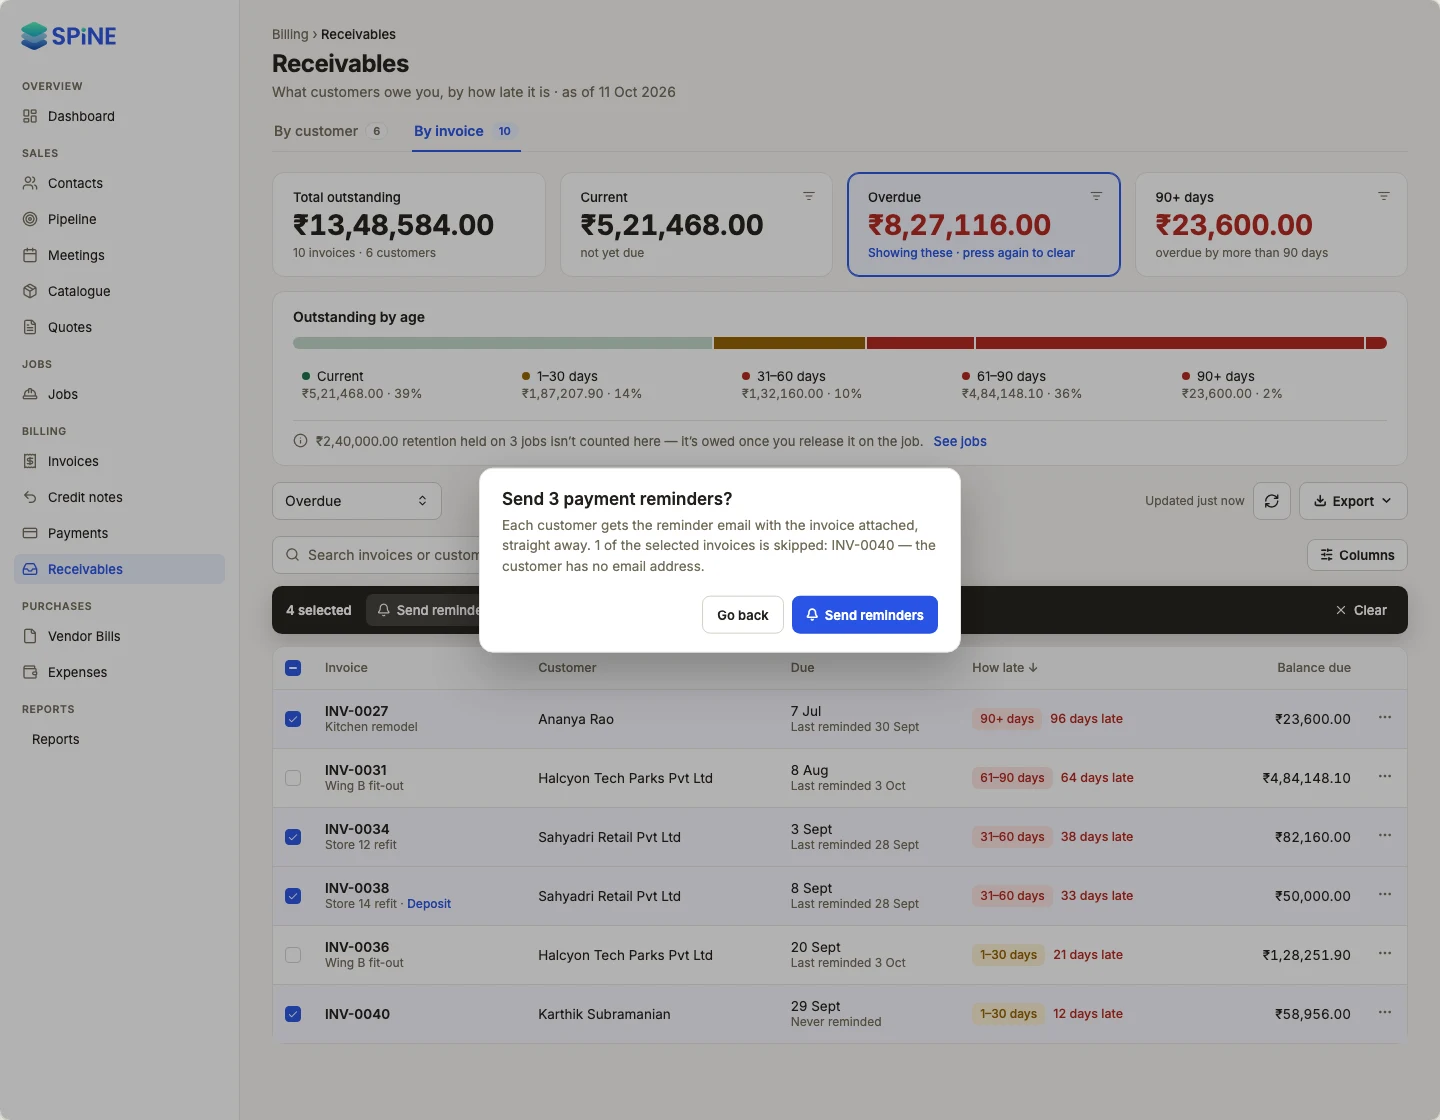 SPiNE
OVERVIEW
Dashboard
SALES
Contacts
Pipeline
Meetings
Catalogue
Quotes
JOBS
Jobs
BILLING
Invoices
Credit notes
Payments
Receivables
PURCHASES
Vendor Bills
Expenses
REPORTS
Reports
Billing › Receivables
Receivables
What customers owe you, by how late it is · as of 11 Oct 2026
By customer 6 By invoice 10
Total outstanding
₹13,48,584.00
10 invoices · 6 customers
Current
₹5,21,468.00
not yet due
Overdue
₹8,27,116.00
Showing these · press again to clear
90+ days
₹23,600.00
overdue by more than 90 days
Outstanding by age
Current
₹5,21,468.00 · 39%
1–30 days
₹1,87,207.90 · 14%
31–60 days
₹1,32,160.00 · 10%
61–90 days
₹4,84,148.10 · 36%
90+ days
₹23,600.00 · 2%
₹2,40,000.00 retention held on 3 jobs isn’t counted here — it’s owed once you release it on the job. See jobs
Overdue
Updated just now
Export
Search invoices or custom
Columns
4 selected Send reminde
Clear
Send 3 payment reminders?
Each customer gets the reminder email with the invoice attached,
straight away. 1 of the selected invoices is skipped: INV-0040 — the
customer has no email address.
Go back Send reminders
Invoice Customer Due How late ↓ Balance due
INV-0027 Ananya Rao 7 Jul 90+ days 96 days late ₹23,600.00
Kitchen remodel Last reminded 30 Sept
INV-0031 Halcyon Tech Parks Pvt Ltd 8 Aug 61–90 days 64 days late ₹4,84,148.10
Wing B fit-out Last reminded 3 Oct
INV-0034 Sahyadri Retail Pvt Ltd 3 Sept 31–60 days 38 days late ₹82,160.00
Store 12 refit Last reminded 28 Sept
INV-0038 Sahyadri Retail Pvt Ltd 8 Sept 31–60 days 33 days late ₹50,000.00
Store 14 refit · Deposit Last reminded 28 Sept
INV-0036 Halcyon Tech Parks Pvt Ltd 20 Sept 1–30 days 21 days late ₹1,28,251.90
Wing B fit-out Last reminded 3 Oct
INV-0040 Karthik Subramanian 29 Sept 1–30 days 12 days late ₹58,956.00
Never reminded